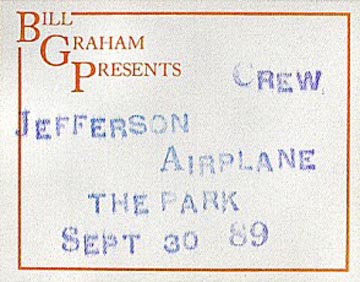 BILL
GRAHAM
PRESENTS
CREW
JEFFERSON
AIRPLANE
THE PARK
SEPT 30 89